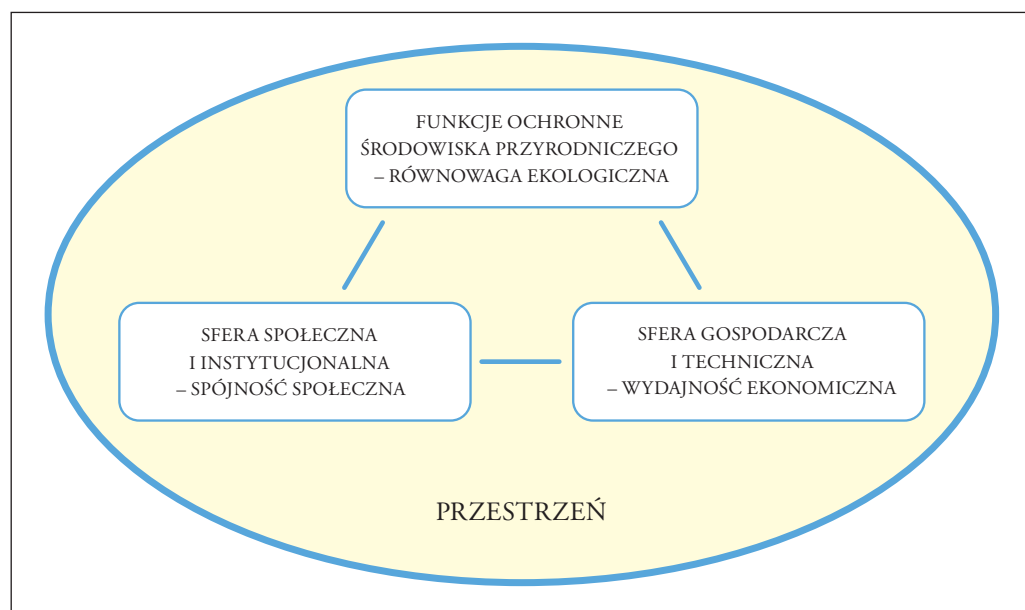 FUNKCJE OCHRONNE
ŚRODOWISKA PRZYRODNICZEGO
– RÓWNOWAGA EKOLOGICZNA
SFERA SPOŁECZNA
I INSTYTUCJONALNA
– SPÓJNOŚĆ SPOŁECZNA
SFERA GOSPODARCZA
I TECHNICZNA
– WYDAJNOŚĆ EKONOMICZNA
PRZESTRZEŃ